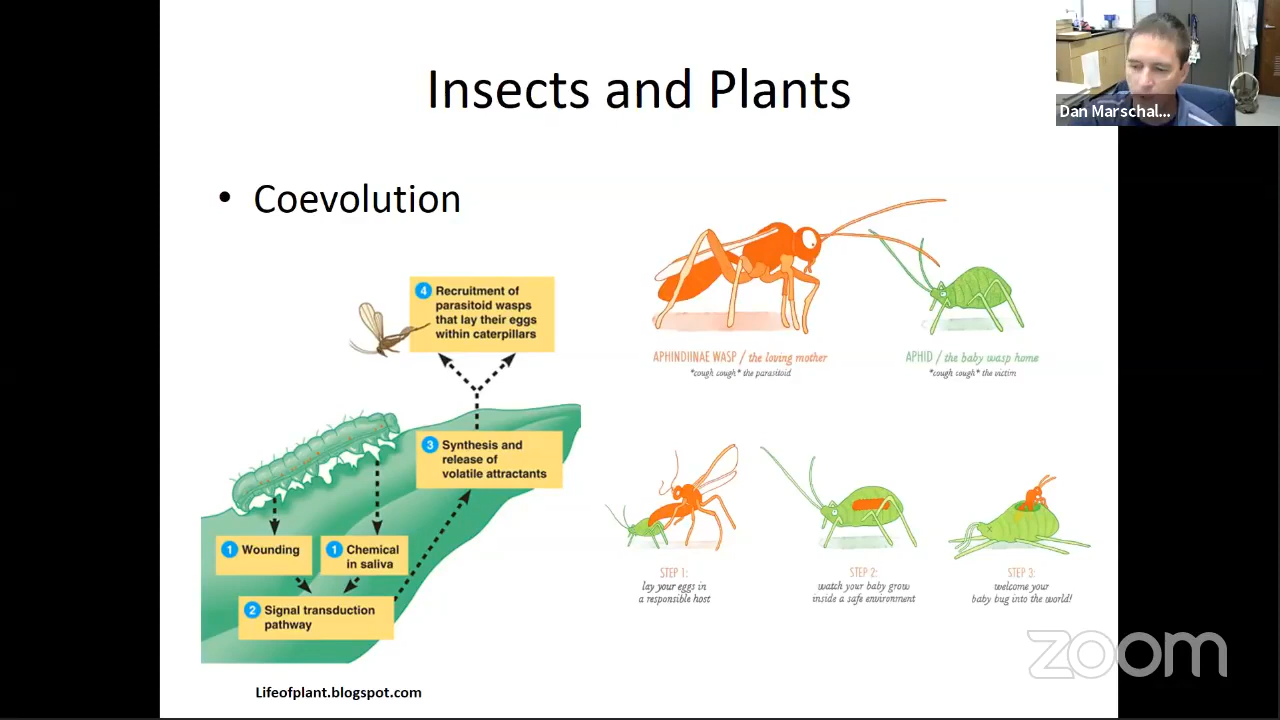 Insects and Plants
Dan Marschal...
• Coevolution
4 Recruitment of
parasitoid wasps
that lay their eggs
within caterpillars
3 Synthesis and
release of
volatile attractants
1 Wounding
1 Chemical
in saliva
2 Signal transduction
pathway
Lifeofplant.blogspot.com
APHINDIINAE WASP / the loving mother
*cough cough* the parasitoid
APHID / the baby wasp home
*cough cough* the victim
STEP 1:
lay your eggs in
a responsible host
STEP 2:
watch your baby grow
inside a safe environment
STEP 3:
welcome your
baby bug into the world!
zoom